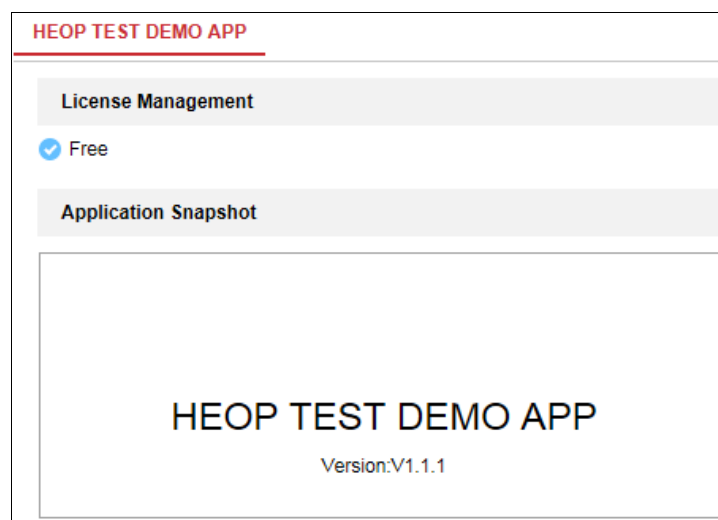 HEOP TEST DEMO APP
License Management
Free
Application Snapshot
HEOP TEST DEMO APP
Version:V1.1.1